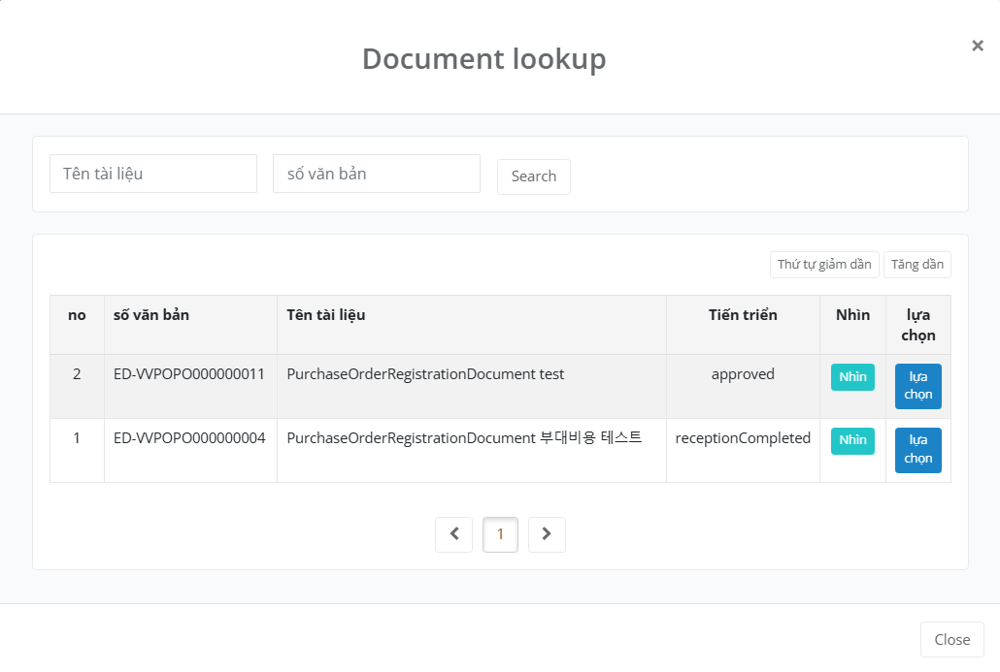 Document lookup
×
Tên tài liệu số văn bản Search
Thứ tự giảm dần Tăng dần
no số văn bản Tên tài liệu Tiến triển Nhìn lựa chọn
2 ED-VVPOPO000000011 PurchaseOrderRegistrationDocument test approved Nhìn lựa chọn
1 ED-VVPOPO000000004 PurchaseOrderRegistrationDocument 부대비용 테스트 receptionCompleted Nhìn lựa chọn
1
Close